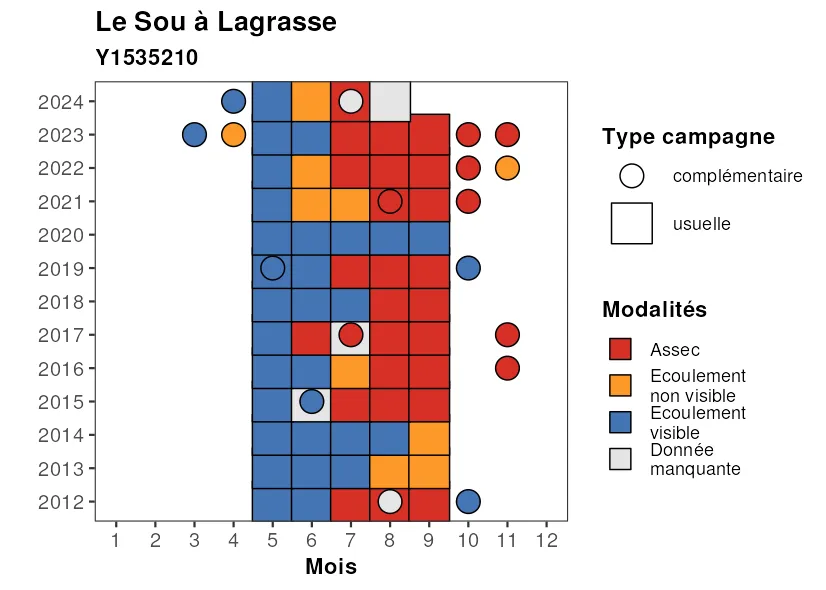 Le Sou à Lagrasse
Y1535210
2024
2023
2022
2021
2020
2019
2018
2017
2016
2015
2014
2013
2012
1 2 3 4 5 6 7 8 9 10 11 12
Mois
Type campagne
complémentaire
usuelle
Modalités
Assec
Ecoulement
non visible
Ecoulement
visible
Donnée
manquante